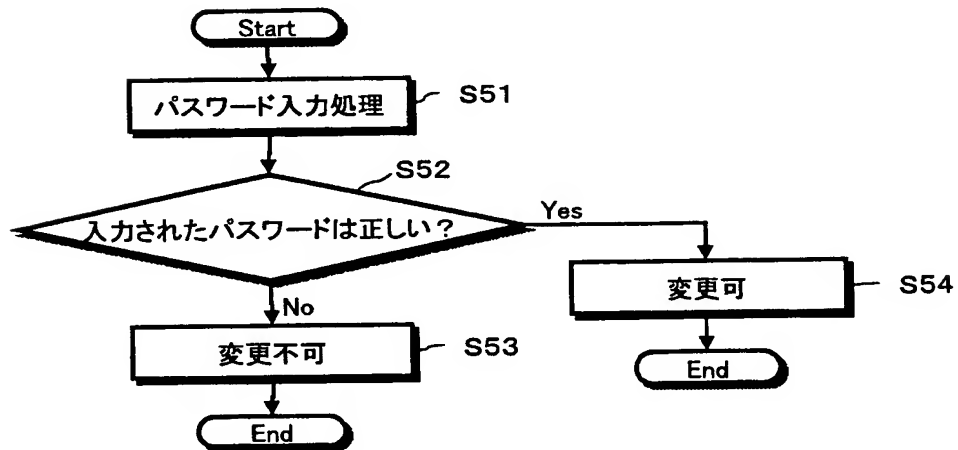 Start
パスワード入力処理
S51
S52
入力されたパスワードは正しい？
Yes
No
変更可
S54
変更不可
S53
End
End